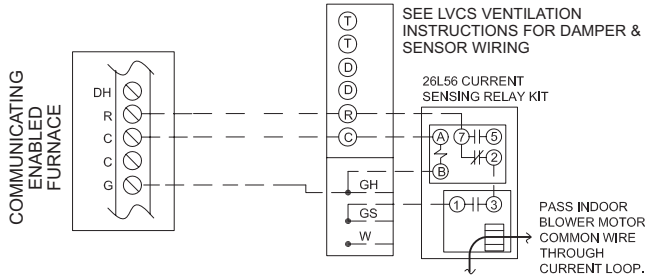 SEE LVCS VENTILATION
INSTRUCTIONS FOR DAMPER &
SENSOR WIRING
COMMUNICATING
ENABLED
FURNACE
DH
R
C
C
G
T
T
D
D
R
C
GH
GS
W
26L56 CURRENT
SENSING RELAY KIT
A
7
5
2
B
1
3
PASS INDOOR
BLOWER MOTOR
COMMON WIRE
THROUGH
CURRENT LOOP.